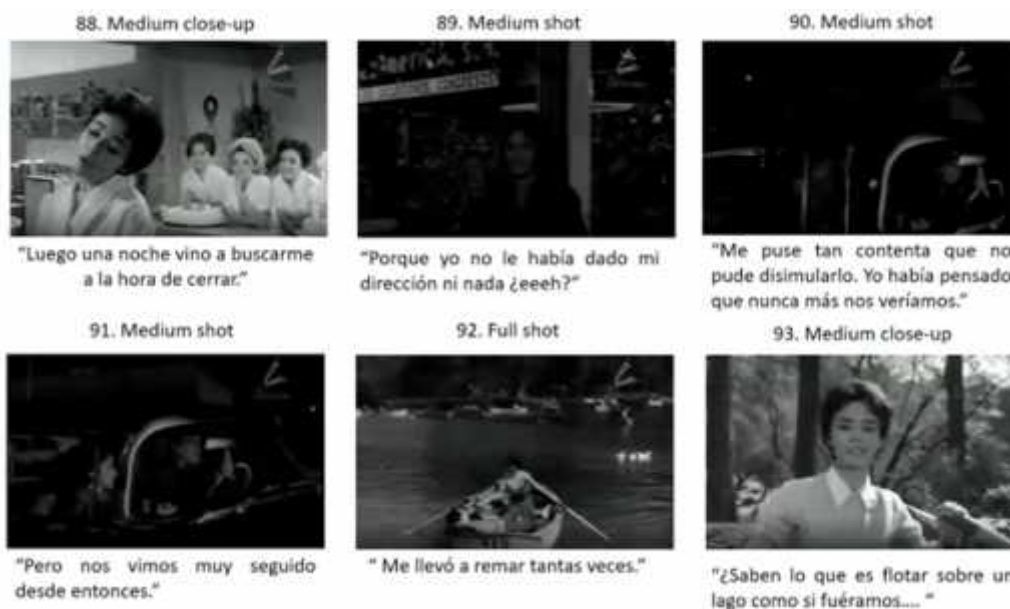 88. Medium close-up
89. Medium shot
90. Medium shot
"Luego una noche vino a buscarme
a la hora de cerrar."
"Porque yo no le había dado mi
dirección ni nada ¿eeeh?"
"Me puse tan contenta que no
pude disimularlo. Yo había pensado
que nunca más nos veríamos."
91. Medium shot
92. Full shot
93. Medium close-up
"Pero nos vimos muy seguido
desde entonces."
" Me llevó a remar tantas veces."
"¿Saben lo que es flotar sobre un
lago como si fuéramos.... "